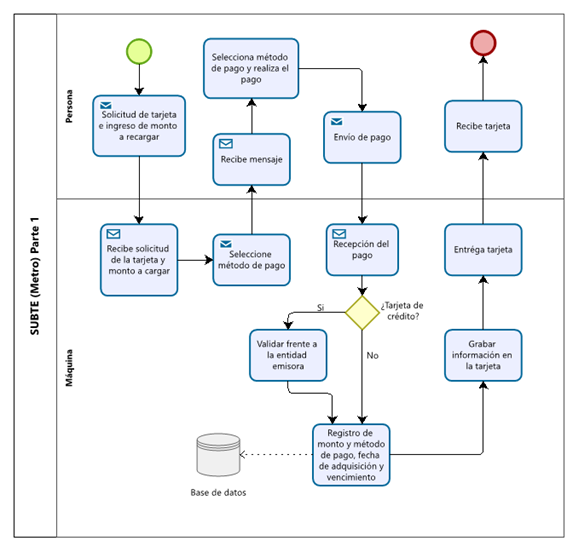 SUBTE (Metro) Parte 1
Persona
Solicitud de tarjeta
e ingreso de monto
a recargar
Selecciona método
de pago y realiza el
pago
Recibe mensaje
Envío de pago
Recibe tarjeta
Máquina
Recibe solicitud
de la tarjeta y
monto a cargar
Seleccione
método de pago
Recepción del
pago
Entréga tarjeta
¿Tarjeta de
crédito?
Si
No
Validar frente a
la entidad
emisora
Grabar
información en
la tarjeta
Registro de
monto y método
de pago, fecha
de adquisición y
vencimiento
Base de datos